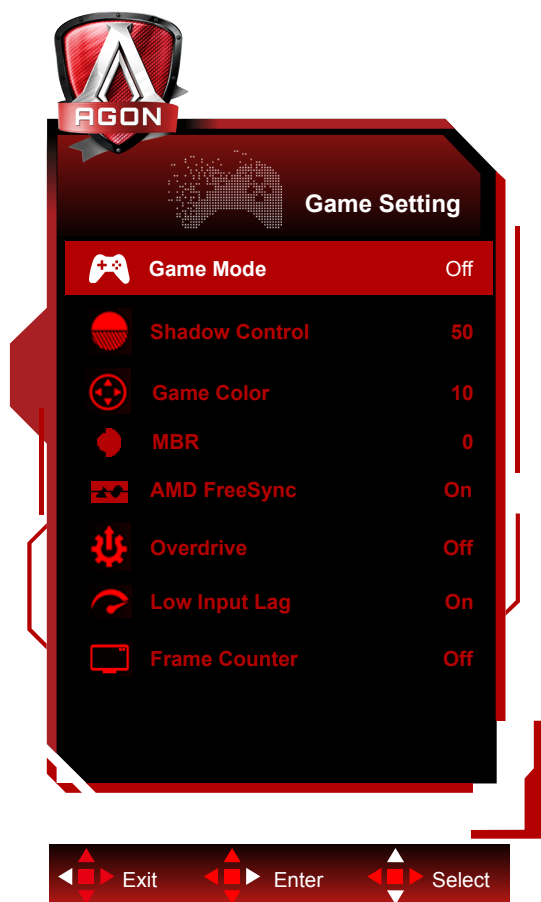 AGON
Game Setting
Game Mode Off
Shadow Control 50
Game Color 10
MBR 0
AMD FreeSync On
Overdrive Off
Low Input Lag On
Frame Counter Off
Exit Enter Select